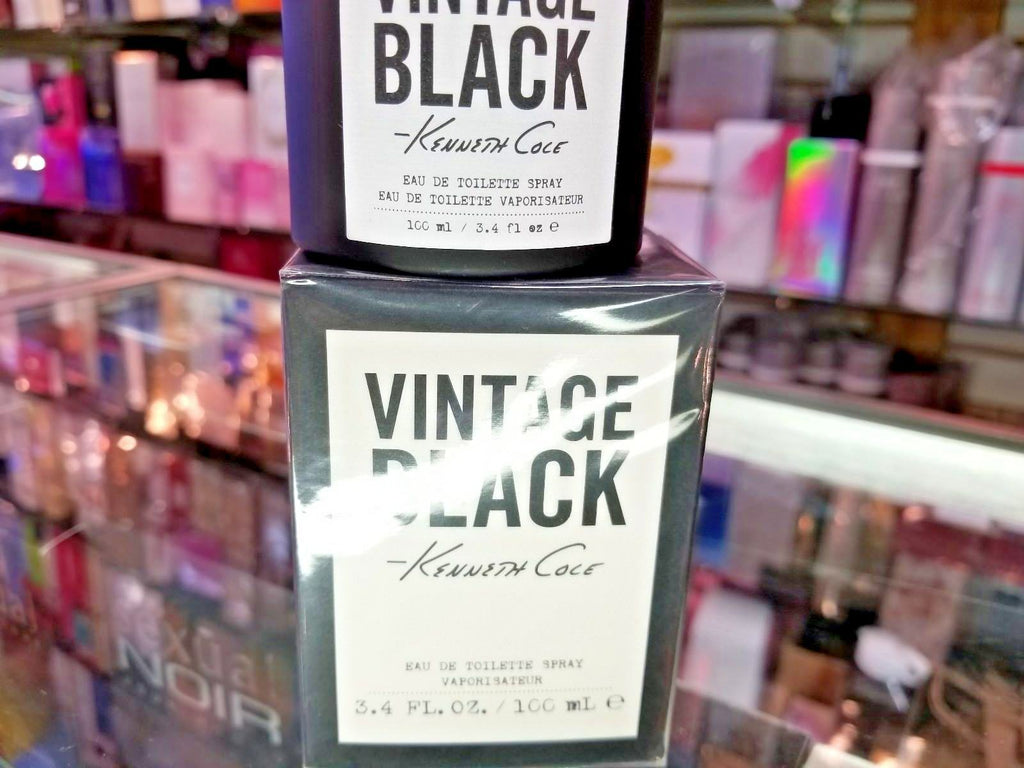 VINTAGE
BLACK
-KENNETH COLE
EAU DE TOILETTE SPRAY
EAU DE TOILETTE VAPORISATEUR
100 ml / 3.4 fl oz e
VINTAGE
BLACK
-KENNETH COLE
EAU DE TOILETTE SPRAY
VAPORISATEUR
3.4 FL.OZ. / 100 mL e
NOIR